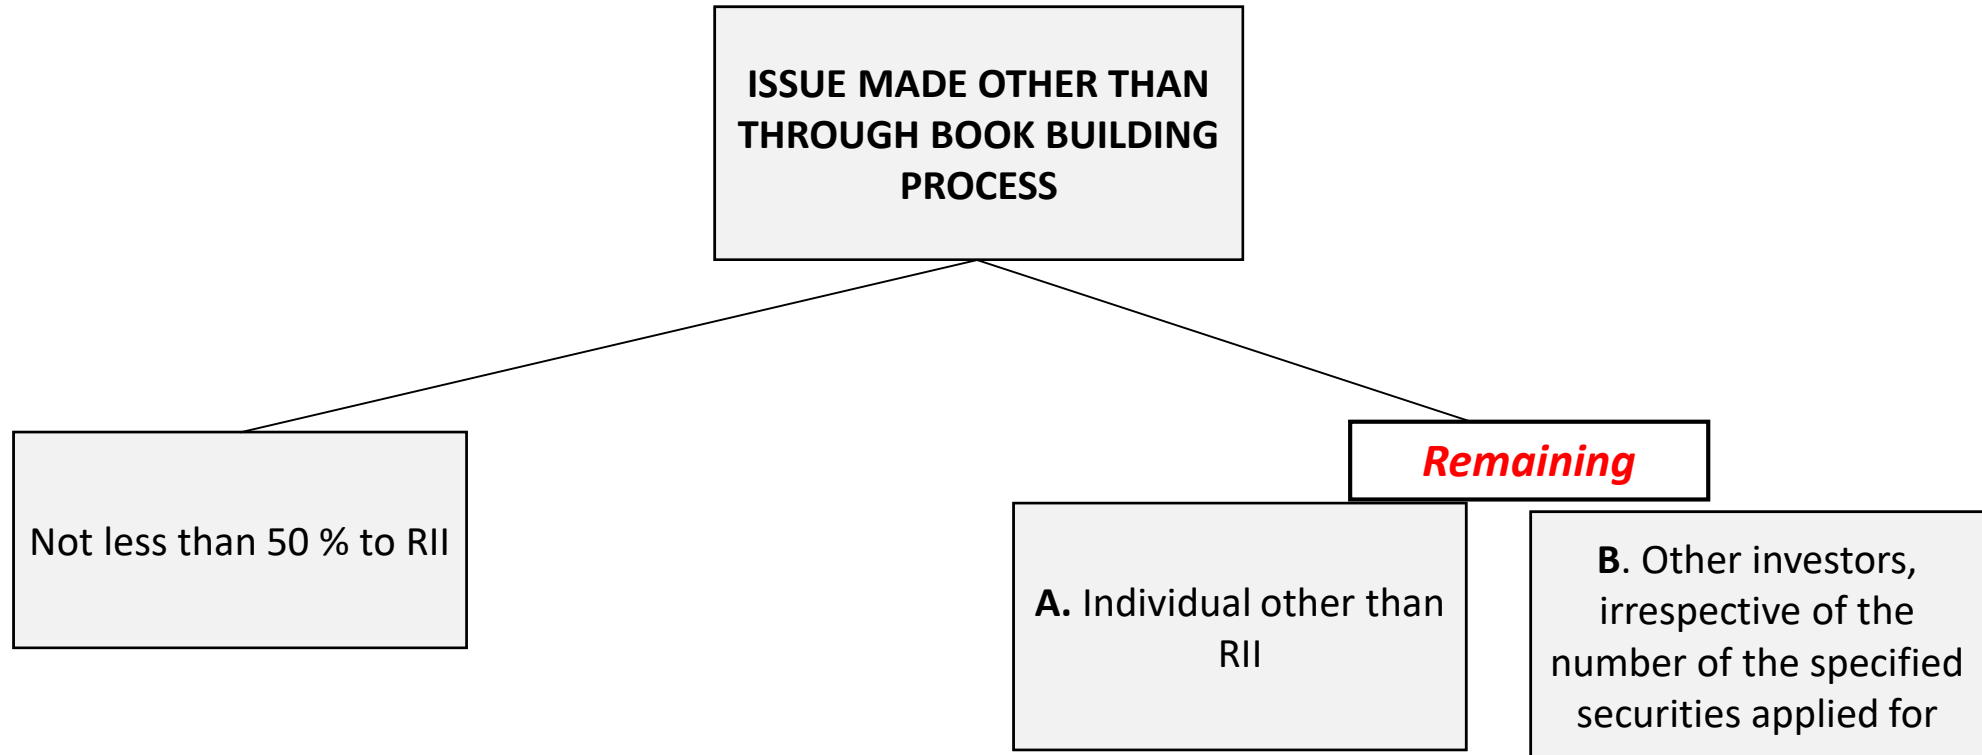 ISSUE MADE OTHER THAN
THROUGH BOOK BUILDING
PROCESS
Not less than 50 % to RII
Remaining
A. Individual other than
RII
B. Other investors,
irrespective of the
number of the specified
securities applied for